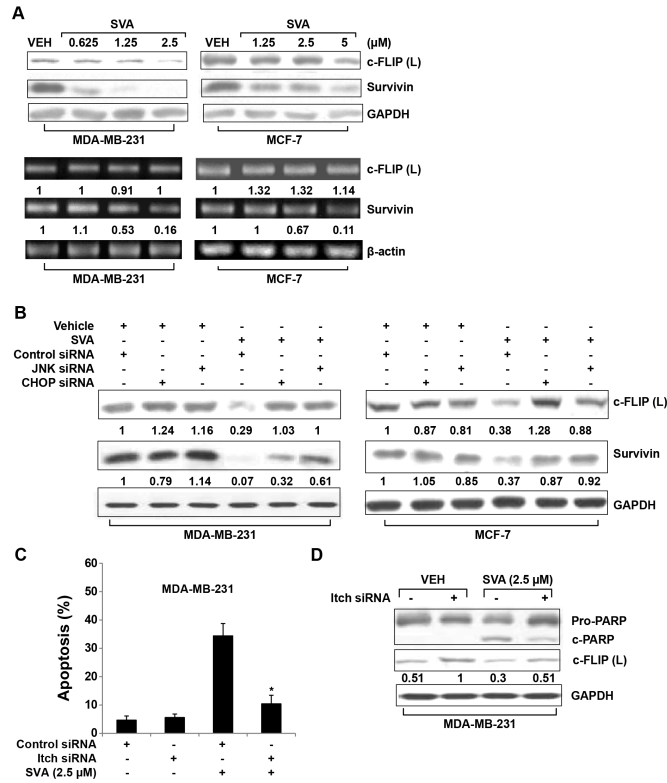 A
SVA SVA
VEH 0.625 1.25 2.5 VEH 1.25 2.5 5 (µM)
c-FLIP (L)
Survivin
GAPDH
MDA-MB-231 MCF-7
c-FLIP (L)
1 1 0.91 1 1 1.32 1.32 1.14
Survivin
1 1.1 0.53 0.16 1 1 0.67 0.11
β-actin
MDA-MB-231 MCF-7
B
Vehicle + + + - - - + + + - - -
SVA - - - + + + - - - + + +
Control siRNA + - - + - - + - - + - -
JNK siRNA - - + - - + - - + - - +
CHOP siRNA - + - - + - - + - - + -
c-FLIP (L)
1 1.24 1.16 0.29 1.03 1 1 0.87 0.81 0.38 1.28 0.88
Survivin
1 0.79 1.14 0.07 0.32 0.61 1 1.05 0.85 0.37 0.87 0.92
GAPDH
MDA-MB-231 MCF-7
C
MDA-MB-231
Apoptosis (%)
60
50
40
30
20
10
0
*
Control siRNA + - + -
Itch siRNA - + - +
SVA (2.5 µM) - - + +
D
VEH SVA (2.5 µM)
Itch siRNA - + - +
Pro-PARP
c-PARP
c-FLIP (L)
0.51 1 0.3 0.51
GAPDH
MDA-MB-231